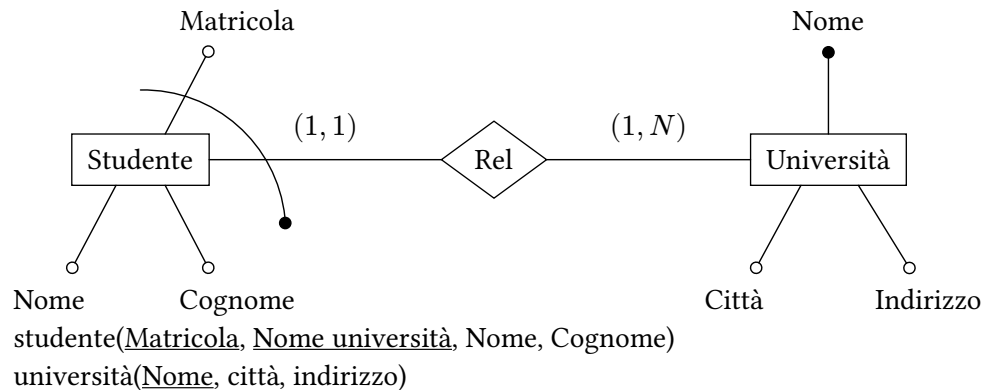 Matricola
Nome
(1, 1)
(1, N)
Studente
Rel
Università
Nome
Cognome
Città
Indirizzo
studente(Matricola, Nome università, Nome, Cognome)
università(Nome, città, indirizzo)